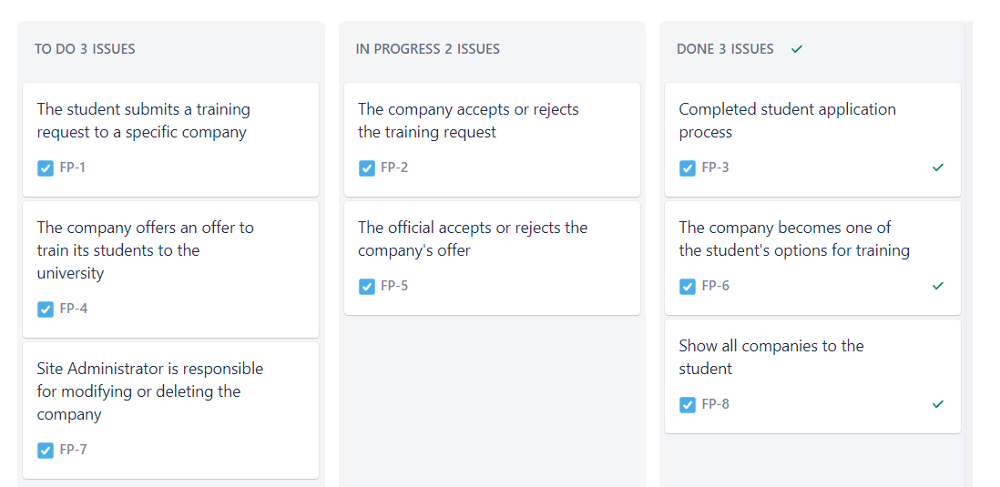 TO DO 3 ISSUES
The student submits a training
request to a specific company
FP-1
The company offers an offer to
train its students to the
university
FP-4
Site Administrator is responsible
for modifying or deleting the
company
FP-7
IN PROGRESS 2 ISSUES
The company accepts or rejects
the training request
FP-2
The official accepts or rejects the
company's offer
FP-5
DONE 3 ISSUES
Completed student application
process
FP-3
The company becomes one of
the student's options for training
FP-6
Show all companies to the
student
FP-8